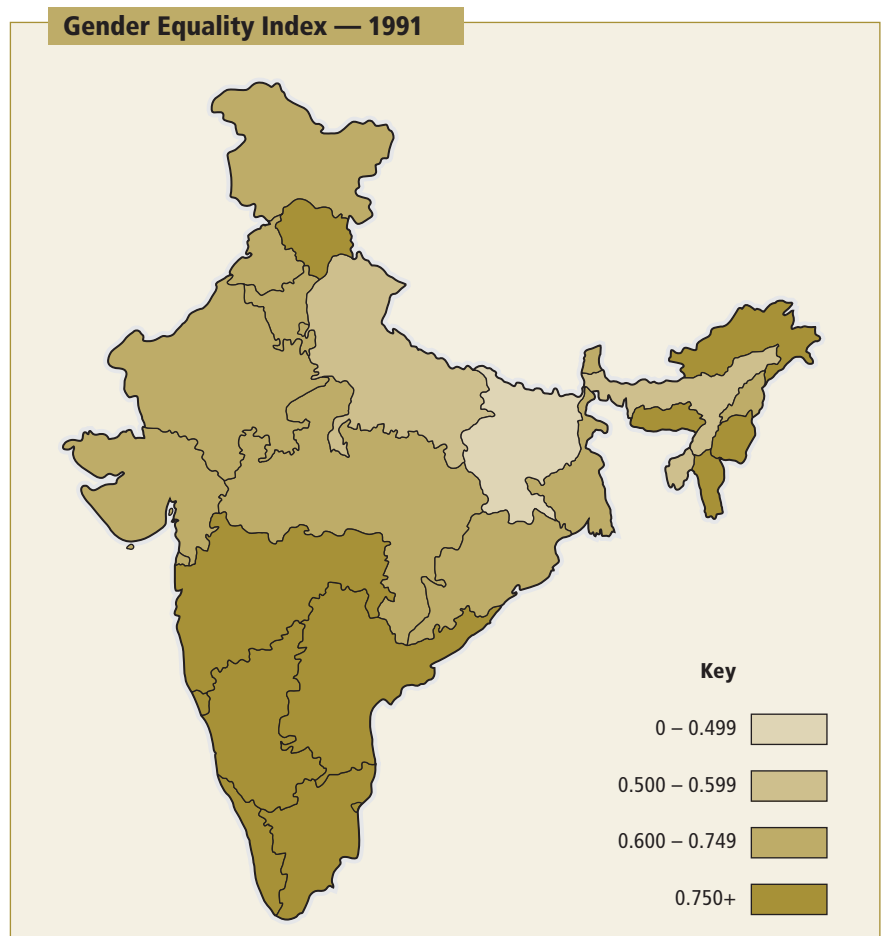 Gender Equality Index — 1991
Key
0 – 0.499
0.500 – 0.599
0.600 – 0.749
0.750+